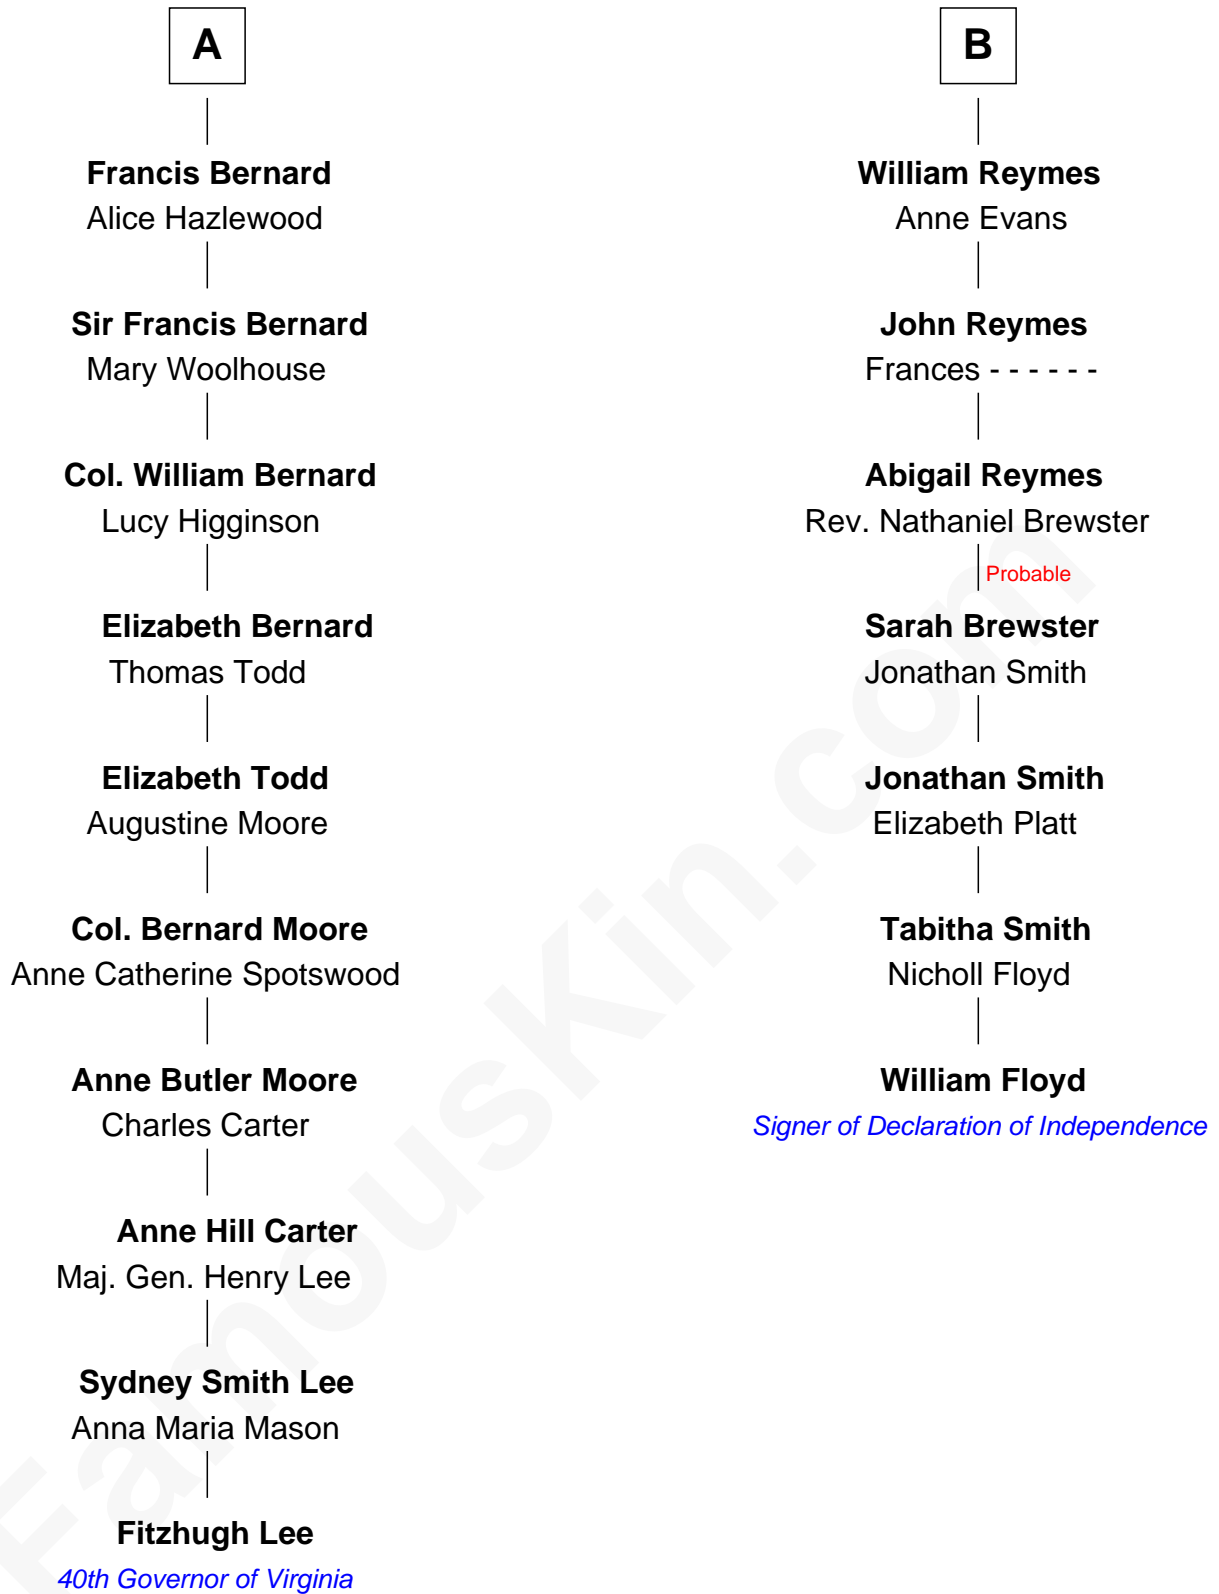 A
Francis Bernard
Alice Hazlewood
Sir Francis Bernard
Mary Woolhouse
Col. William Bernard
Lucy Higginson
Elizabeth Bernard
Thomas Todd
Elizabeth Todd
Augustine Moore
Col. Bernard Moore
Anne Catherine Spotswood
Anne Butler Moore
Charles Carter
Anne Hill Carter
Maj. Gen. Henry Lee
Sydney Smith Lee
Anna Maria Mason
Fitzhugh Lee
40th Governor of Virginia
B
William Reymes
Anne Evans
John Reymes
Frances - - - - - -
Abigail Reymes
Rev. Nathaniel Brewster
Probable
Sarah Brewster
Jonathan Smith
Jonathan Smith
Elizabeth Platt
Tabitha Smith
Nicholl Floyd
William Floyd
Signer of Declaration of Independence
FamousKin.com